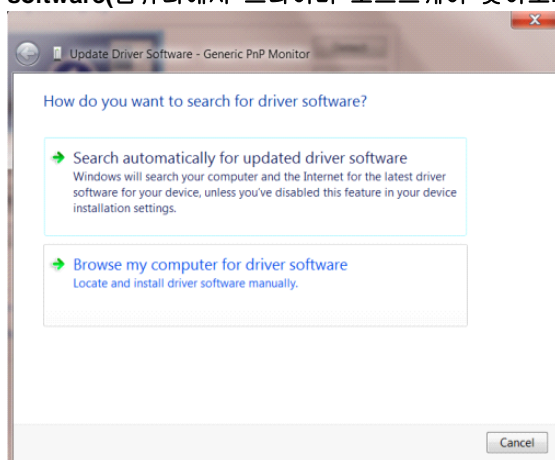 Update Driver Software - Generic PnP Monitor
How do you want to search for driver software?
Search automatically for updated driver software
Windows will search your computer and the Internet for the latest driver
software for your device, unless you've disabled this feature in your device
installation settings.
Browse my computer for driver software
Locate and install driver software manually.
Cancel